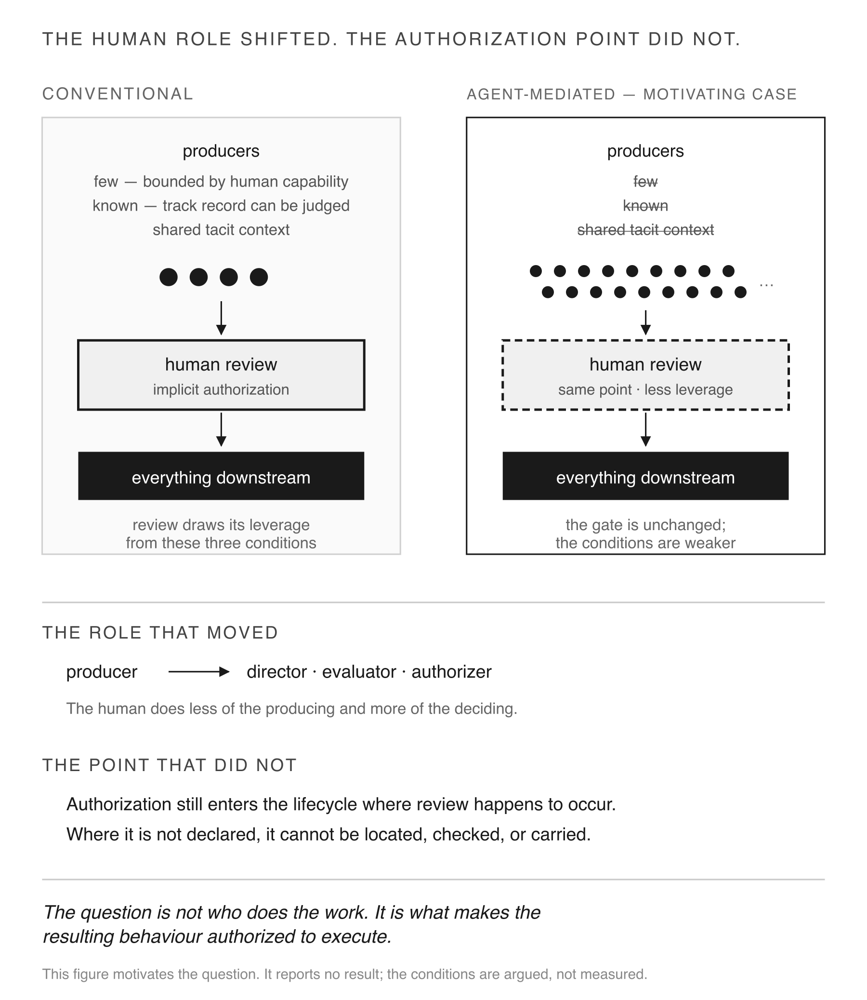 THE HUMAN ROLE SHIFTED. THE AUTHORIZATION POINT DID NOT.
CONVENTIONAL
producers
few — bounded by human capability
known — track record can be judged
shared tacit context
human review
implicit authorization
everything downstream
review draws its leverage
from these three conditions
AGENT-MEDIATED — MOTIVATING CASE
producers
few
known
shared tacit context
...
human review
same point · less leverage
everything downstream
the gate is unchanged;
the conditions are weaker
THE ROLE THAT MOVED
producer director · evaluator · authorizer
The human does less of the producing and more of the deciding.
THE POINT THAT DID NOT
Authorization still enters the lifecycle where review happens to occur.
Where it is not declared, it cannot be located, checked, or carried.
The question is not who does the work. It is what makes the
resulting behaviour authorized to execute.
This figure motivates the question. It reports no result; the conditions are argued, not measured.